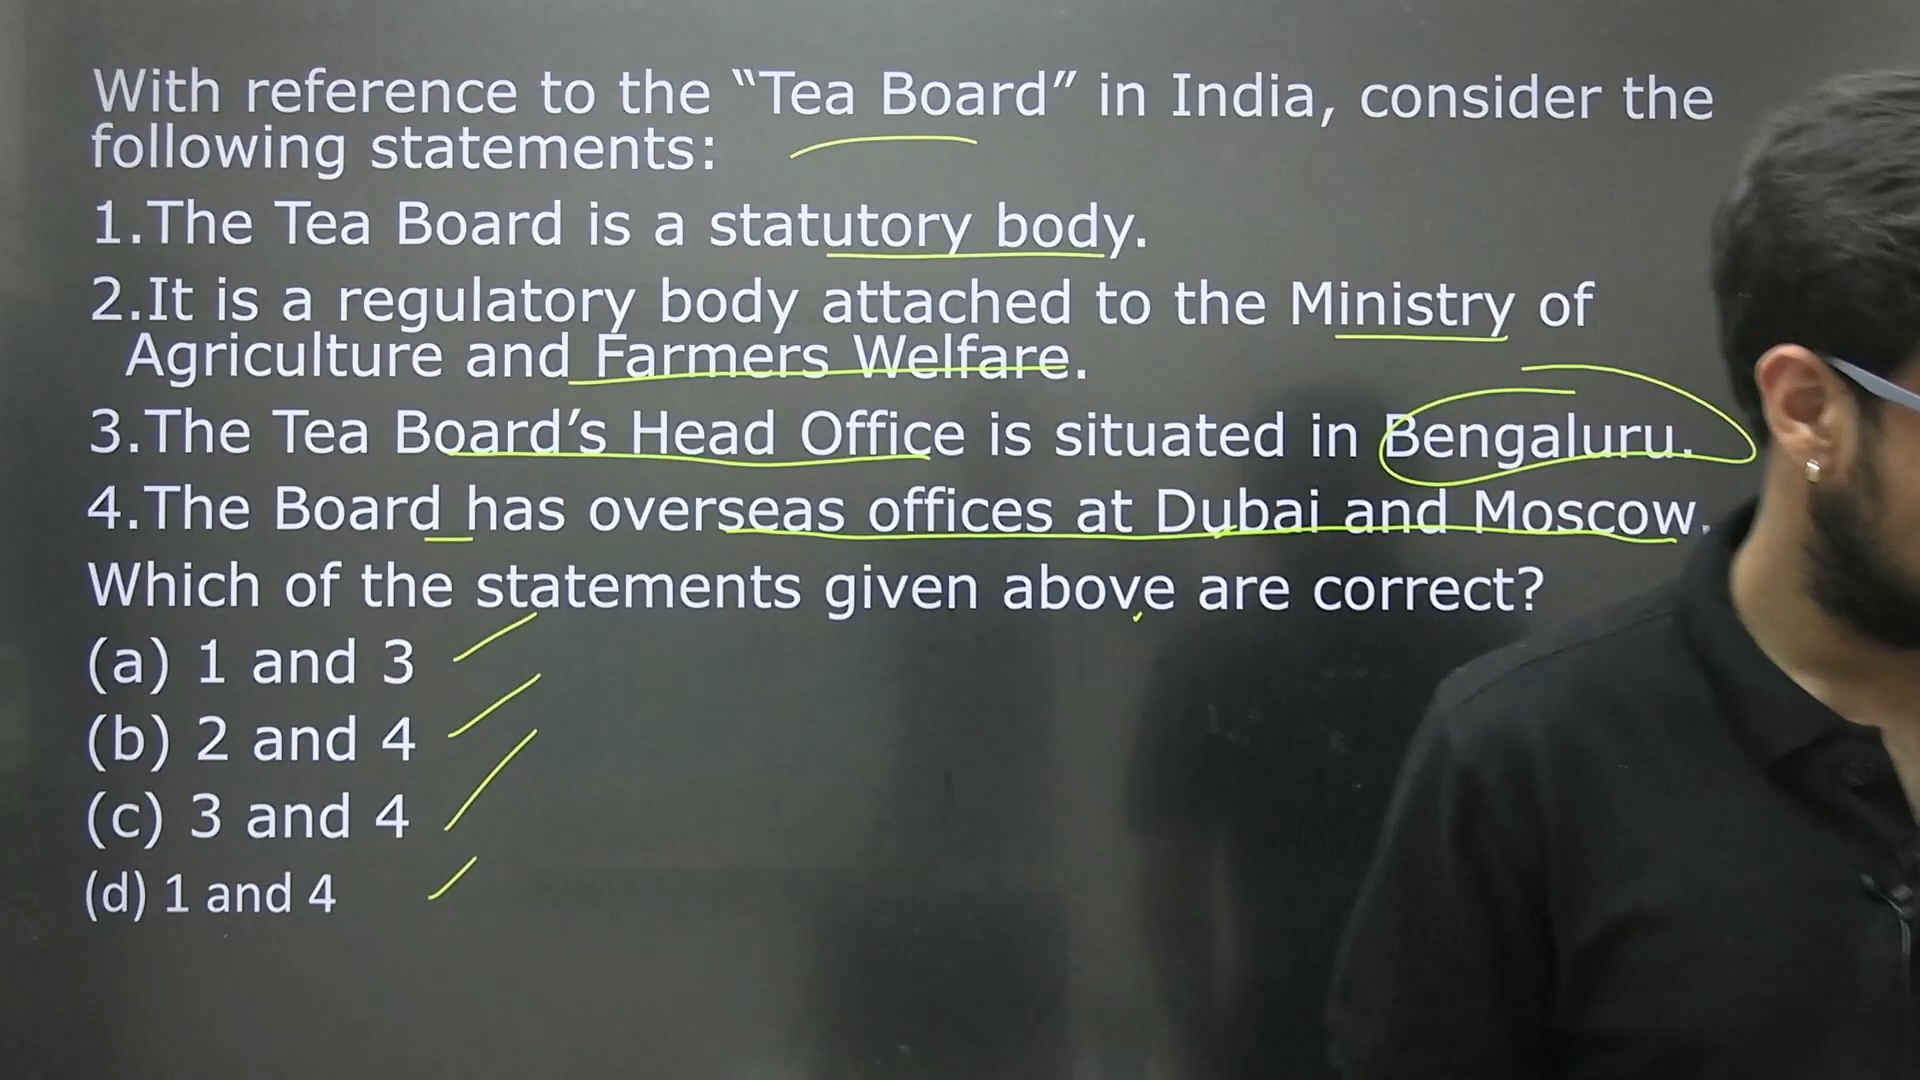 With reference to the “Tea Board” in India, consider the
following statements:
1.The Tea Board is a statutory body.
2.It is a regulatory body attached to the Ministry of
Agriculture and Farmers Welfare.
3.The Tea Board’s Head Office is situated in Bengaluru.
4.The Board has overseas offices at Dubai and Moscow.
Which of the statements given above are correct?
(a) 1 and 3
(b) 2 and 4
(c) 3 and 4
(d) 1 and 4